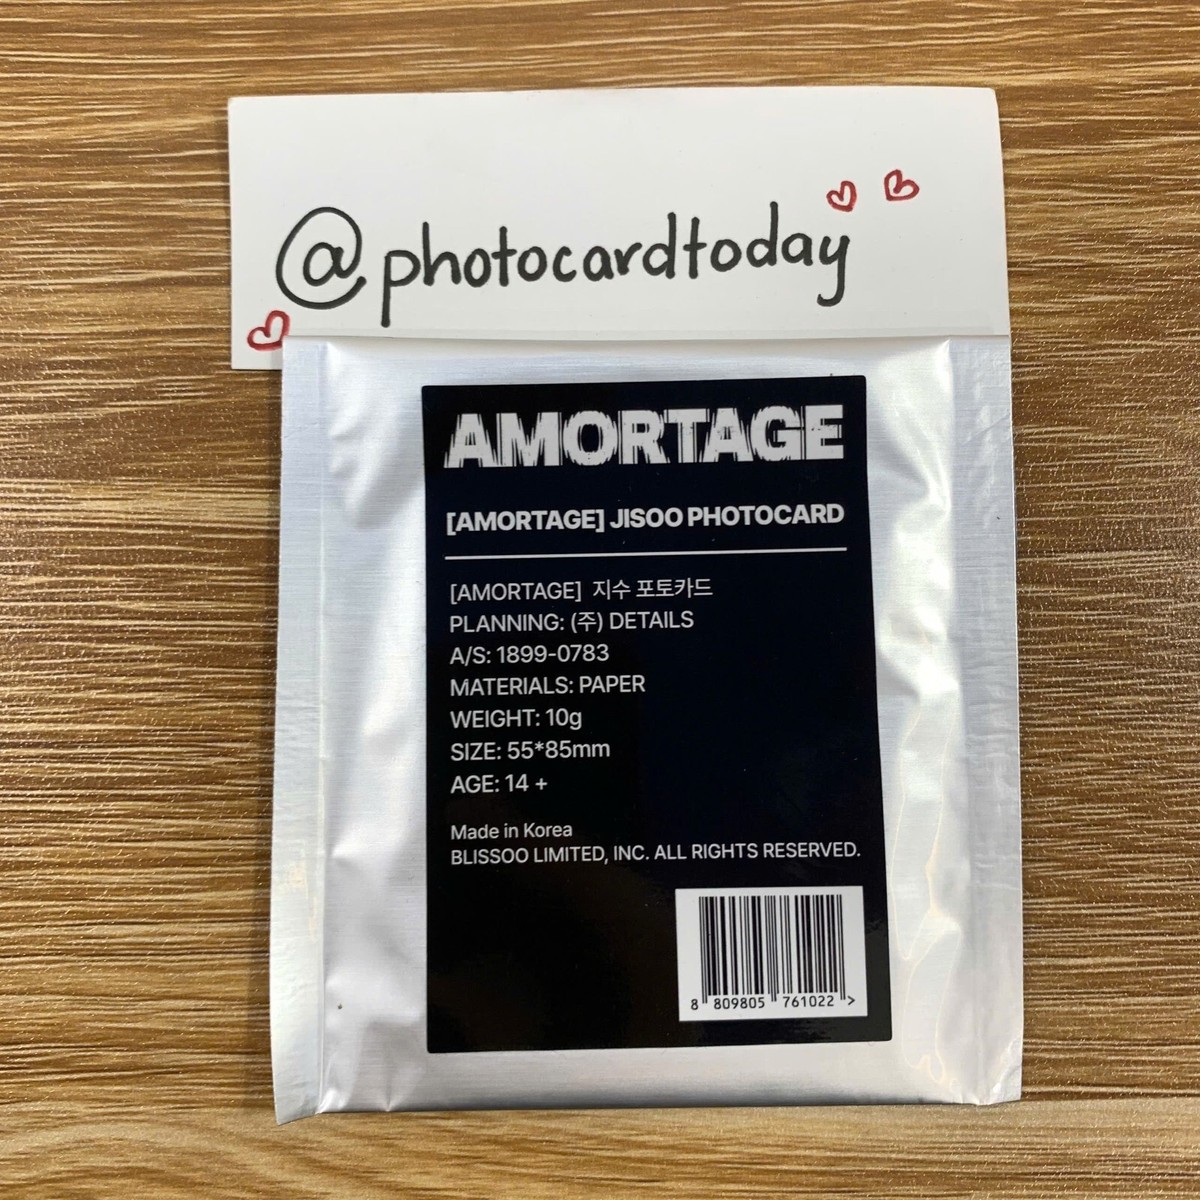 @photocardtoday
AMORTAGE
[AMORTAGE] JISOO PHOTOCARD
[AMORTAGE] 지수 포토카드
PLANNING: (주) DETAILS
A/S: 1899-0783
MATERIALS: PAPER
WEIGHT: 10g
SIZE: 55*85mm
AGE: 14 +
Made in Korea
BLISSOO LIMITED, INC. ALL RIGHTS RESERVED.
8 809805 761022 >